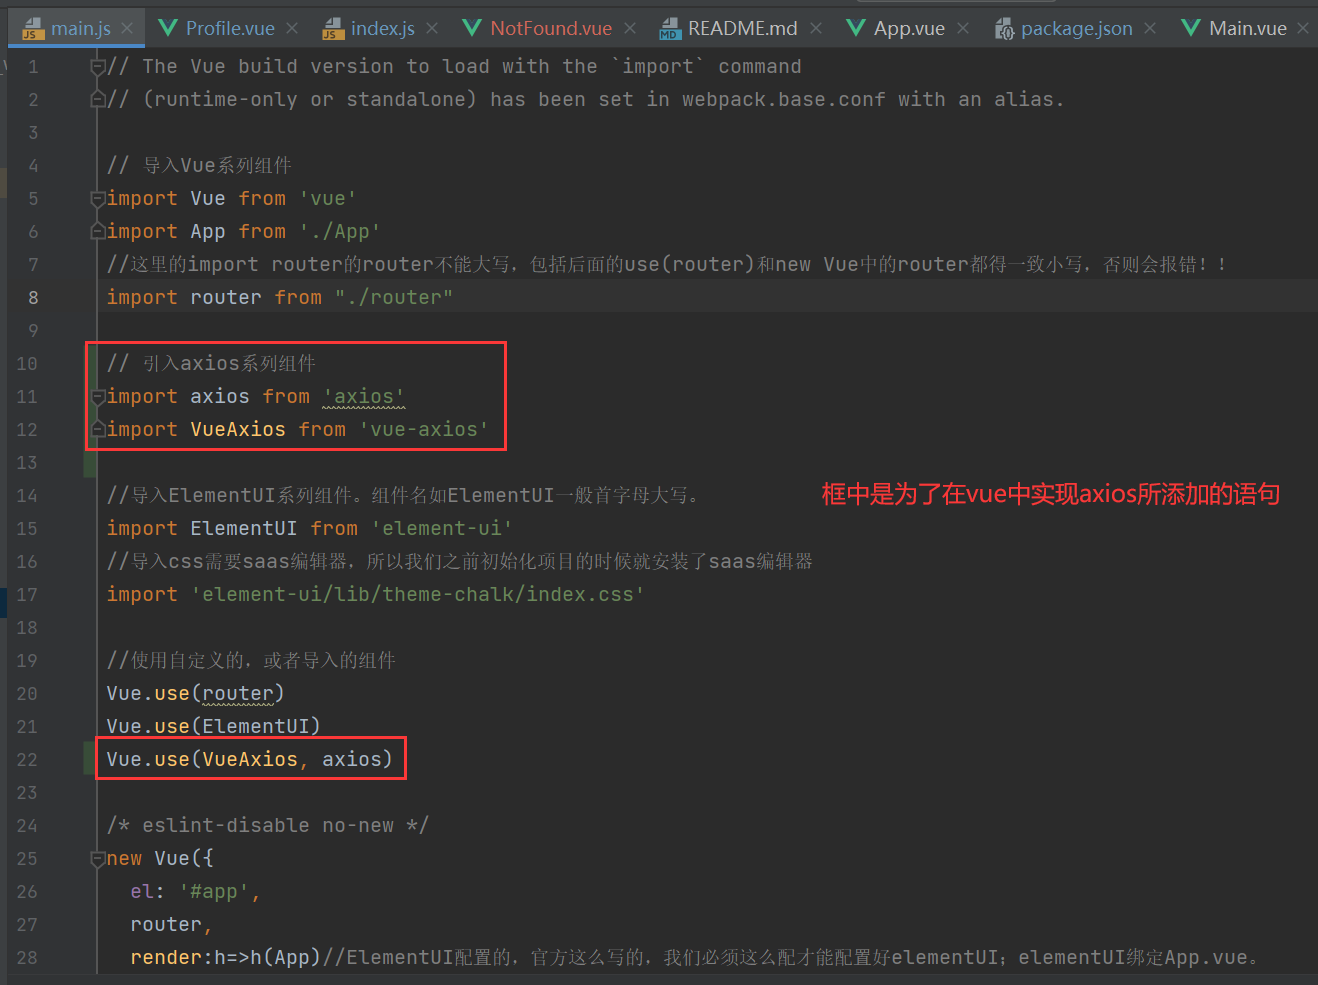 main.js Profile.vue index.js NotFound.vue README.md App.vue package.json Main.vue
1 // The Vue build version to load with the `import` command
2 // (runtime-only or standalone) has been set in webpack.base.conf with an alias.
3
4 // 导入Vue系列组件
5 import Vue from 'vue'
6 import App from './App'
7 //这里的import router的router不能大写，包括后面的use(router)和new Vue中的router都得一致小写，否则会报错！！
8 import router from "./router"
9
10 // 引入axios系列组件
11 import axios from 'axios'
12 import VueAxios from 'vue-axios'
13
14 //导入ElementUI系列组件。组件名如ElementUI一般首字母大写。
框中是为了在vue中实现axios所添加的语句
15 import ElementUI from 'element-ui'
16 //导入css需要saas编辑器，所以我们之前初始化项目的时候就安装了saas编辑器
17 import 'element-ui/lib/theme-chalk/index.css'
18
19 //使用自定义的，或者导入的组件
20 Vue.use(router)
21 Vue.use(ElementUI)
22 Vue.use(VueAxios, axios)
23
24 /* eslint-disable no-new */
25 new Vue({
26 el: '#app',
27 router,
28 render:h=>h(App)//ElementUI配置的，官方这么写的，我们必须这么配才能配置好elementUI；elementUI绑定App.vue。